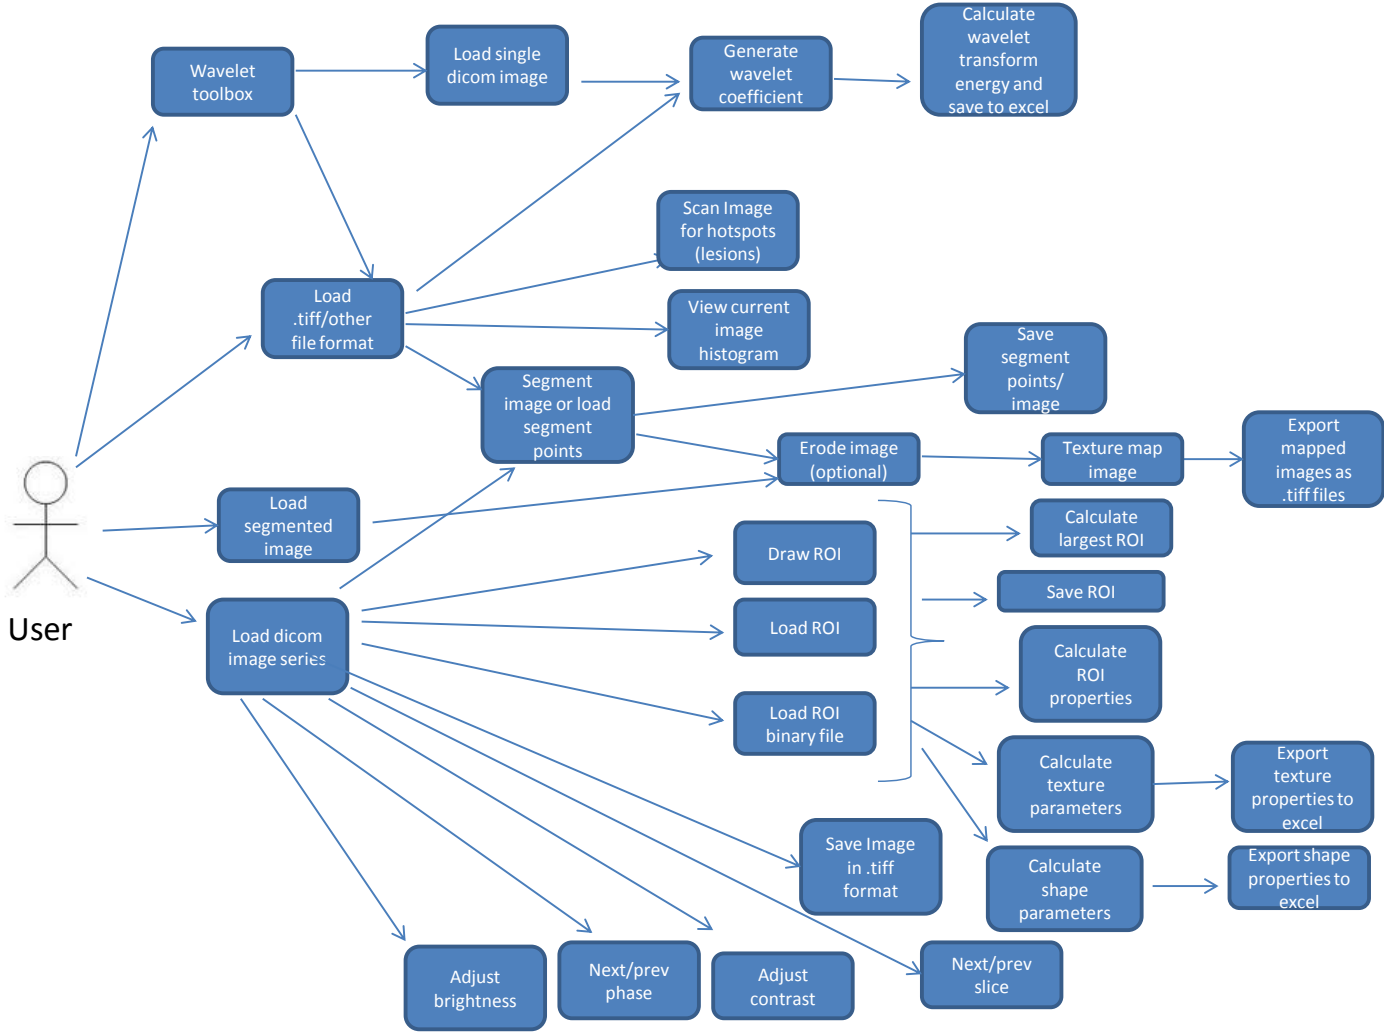 Wavelet
toolbox
Load single
dicom image
Generate
wavelet
coefficient
Calculate
wavelet
transform
energy and
save to excel
Scan Image
for hotspots
(lesions)
Load
.tiff/other
file format
View current
image
histogram
Segment
image or load
segment
points
Save
segment
points/
image
Erode image
(optional)
Texture map
image
Export
mapped
images as
.tiff files
Load
segmented
image
User
Load dicom
image series
Draw ROI
Load ROI
Load ROI
binary file
Calculate
largest ROI
Save ROI
Calculate
ROI
properties
Calculate
texture
parameters
Export
texture
properties to
excel
Calculate
shape
parameters
Export shape
properties to
excel
Save Image
in .tiff
format
Adjust
brightness
Next/prev
phase
Adjust
contrast
Next/prev
slice